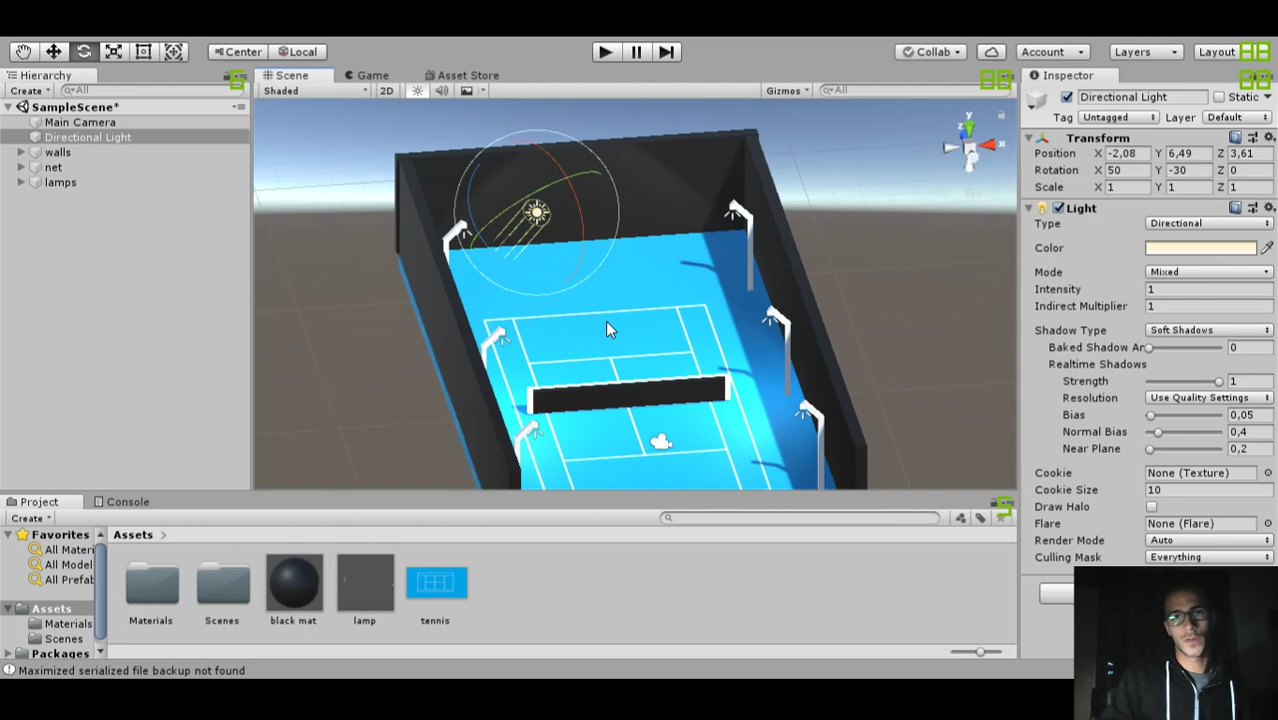 Center Local Collab Account Layers Layout
Hierarchy Scene Game Asset Store Inspector
Create All Shaded 2D Gizmos All
SampleScene*
Main Camera
Directional Light
walls
net
lamps
Directional Light Static
Tag Untagged Layer Default
Transform
Position X -2,08 Y 6,49 Z 3,61
Rotation X 50 Y -30 Z 0
Scale X 1 Y 1 Z 1
Light
Type Directional
Color
Mode Mixed
Intensity 1
Indirect Multiplier 1
Shadow Type Soft Shadows
Baked Shadow An 0
Realtime Shadows
Strength 1
Resolution Use Quality Settings
Bias 0,05
Normal Bias 0,4
Near Plane 0,2
Cookie None (Texture)
Cookie Size 10
Draw Halo
Flare None (Flare)
Render Mode Auto
Culling Mask Everything
y
x
Project Console
Create
Favorites
All Materi
All Model
All Prefab
Assets
Materials
Scenes
Packages
Assets
Materials Scenes black mat lamp tennis
Maximized serialized file backup not found